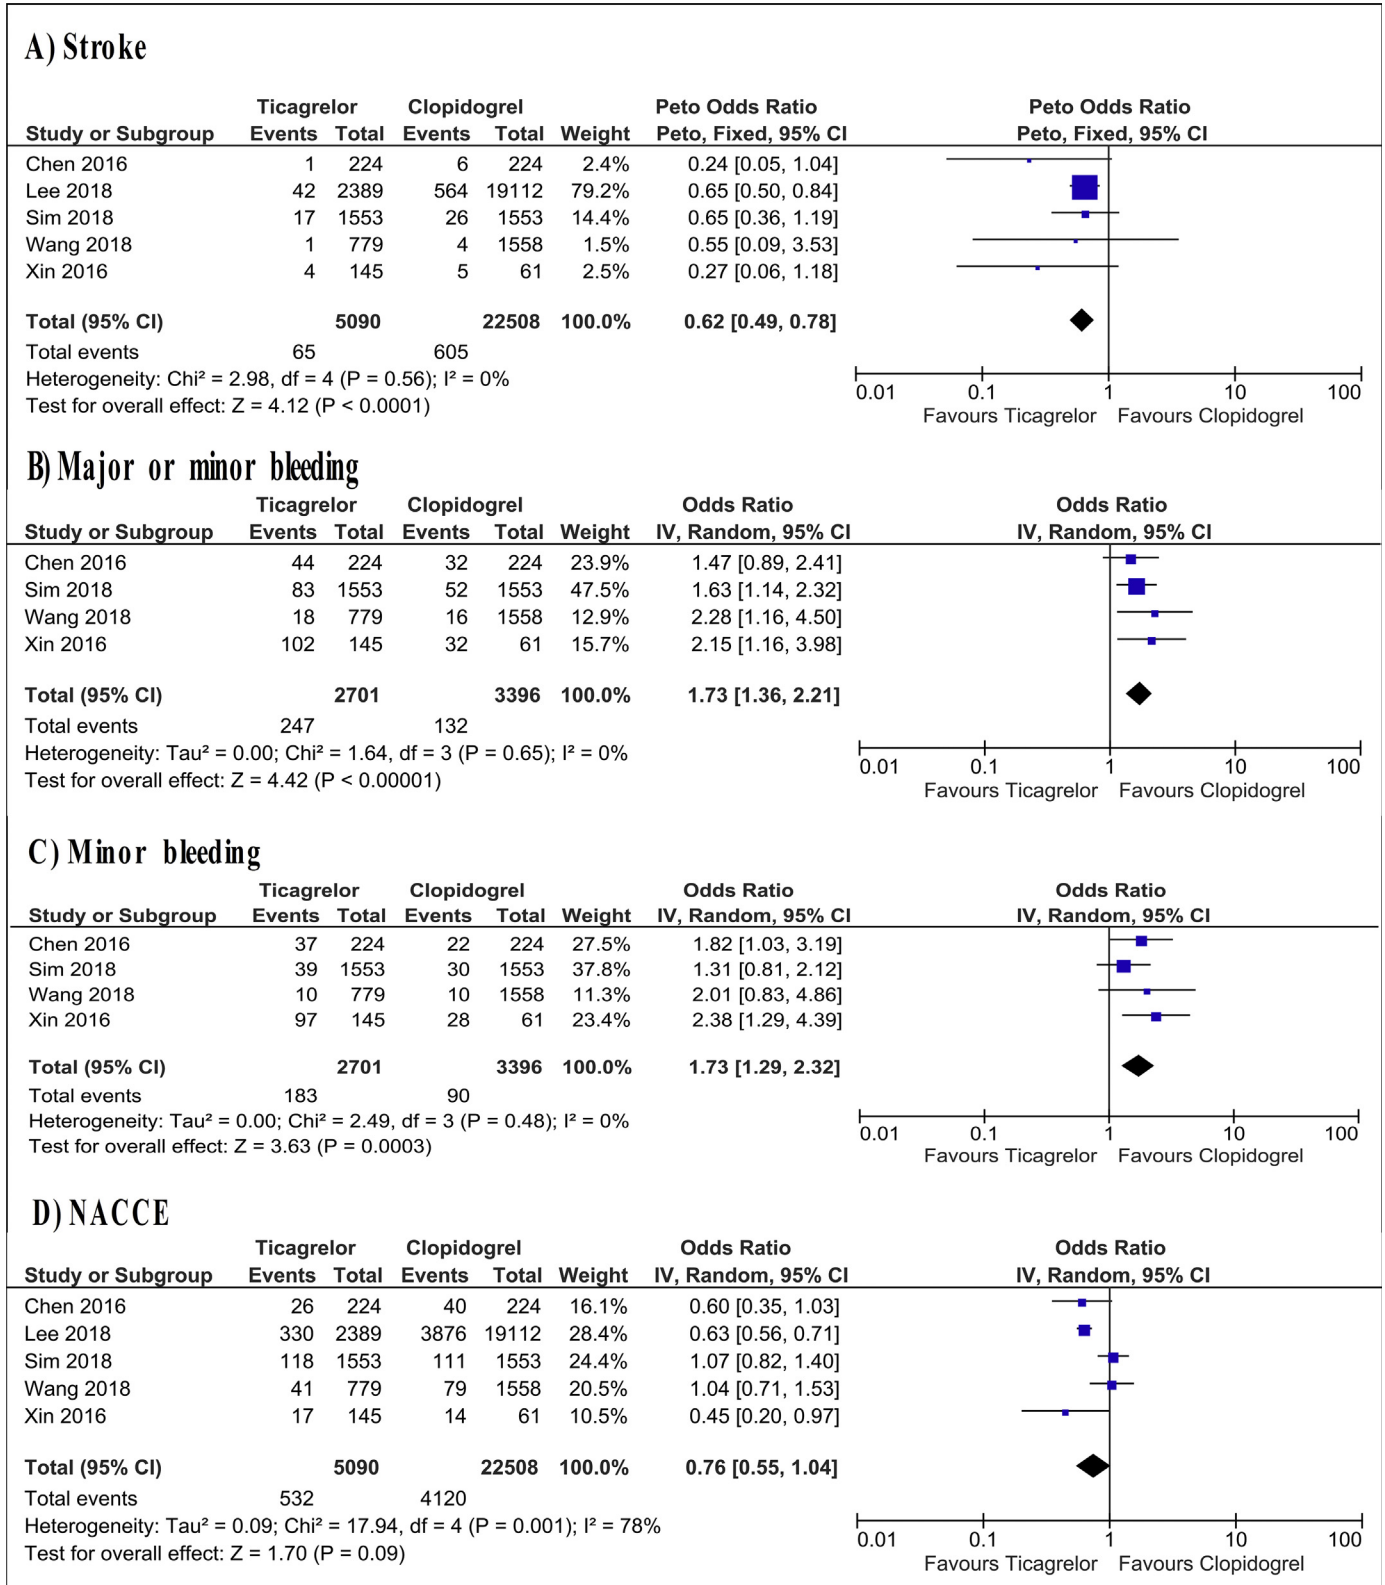 A) Stroke
Ticagrelor Clopidogrel Peto Odds Ratio Peto Odds Ratio
Study or Subgroup Events Total Events Total Weight Peto, Fixed, 95% CI Peto, Fixed, 95% CI
Chen 2016 1 224 6 224 2.4% 0.24 [0.05, 1.04]
Lee 2018 42 2389 564 19112 79.2% 0.65 [0.50, 0.84]
Sim 2018 17 1553 26 1553 14.4% 0.65 [0.36, 1.19]
Wang 2018 1 779 4 1558 1.5% 0.55 [0.09, 3.53]
Xin 2016 4 145 5 61 2.5% 0.27 [0.06, 1.18]
Total (95% CI) 5090 22508 100.0% 0.62 [0.49, 0.78]
Total events 65 605
Heterogeneity: Chi² = 2.98, df = 4 (P = 0.56); I² = 0%
Test for overall effect: Z = 4.12 (P < 0.0001)
0.01 0.1 1 10 100
Favours Ticagrelor Favours Clopidogrel
B) Major or minor bleeding
Ticagrelor Clopidogrel Odds Ratio Odds Ratio
Study or Subgroup Events Total Events Total Weight IV, Random, 95% CI IV, Random, 95% CI
Chen 2016 44 224 32 224 23.9% 1.47 [0.89, 2.41]
Sim 2018 83 1553 52 1553 47.5% 1.63 [1.14, 2.32]
Wang 2018 18 779 16 1558 12.9% 2.28 [1.16, 4.50]
Xin 2016 102 145 32 61 15.7% 2.15 [1.16, 3.98]
Total (95% CI) 2701 3396 100.0% 1.73 [1.36, 2.21]
Total events 247 132
Heterogeneity: Tau² = 0.00; Chi² = 1.64, df = 3 (P = 0.65); I² = 0%
Test for overall effect: Z = 4.42 (P < 0.00001)
0.01 0.1 1 10 100
Favours Ticagrelor Favours Clopidogrel
C) Minor bleeding
Ticagrelor Clopidogrel Odds Ratio Odds Ratio
Study or Subgroup Events Total Events Total Weight IV, Random, 95% CI IV, Random, 95% CI
Chen 2016 37 224 22 224 27.5% 1.82 [1.03, 3.19]
Sim 2018 39 1553 30 1553 37.8% 1.31 [0.81, 2.12]
Wang 2018 10 779 10 1558 11.3% 2.01 [0.83, 4.86]
Xin 2016 97 145 28 61 23.4% 2.38 [1.29, 4.39]
Total (95% CI) 2701 3396 100.0% 1.73 [1.29, 2.32]
Total events 183 90
Heterogeneity: Tau² = 0.00; Chi² = 2.49, df = 3 (P = 0.48); I² = 0%
Test for overall effect: Z = 3.63 (P = 0.0003)
0.01 0.1 1 10 100
Favours Ticagrelor Favours Clopidogrel
D) NACCE
Ticagrelor Clopidogrel Odds Ratio Odds Ratio
Study or Subgroup Events Total Events Total Weight IV, Random, 95% CI IV, Random, 95% CI
Chen 2016 26 224 40 224 16.1% 0.60 [0.35, 1.03]
Lee 2018 330 2389 3876 19112 28.4% 0.63 [0.56, 0.71]
Sim 2018 118 1553 111 1553 24.4% 1.07 [0.82, 1.40]
Wang 2018 41 779 79 1558 20.5% 1.04 [0.71, 1.53]
Xin 2016 17 145 14 61 10.5% 0.45 [0.20, 0.97]
Total (95% CI) 5090 22508 100.0% 0.76 [0.55, 1.04]
Total events 532 4120
Heterogeneity: Tau² = 0.09; Chi² = 17.94, df = 4 (P = 0.001); I² = 78%
Test for overall effect: Z = 1.70 (P = 0.09)
0.01 0.1 1 10 100
Favours Ticagrelor Favours Clopidogrel